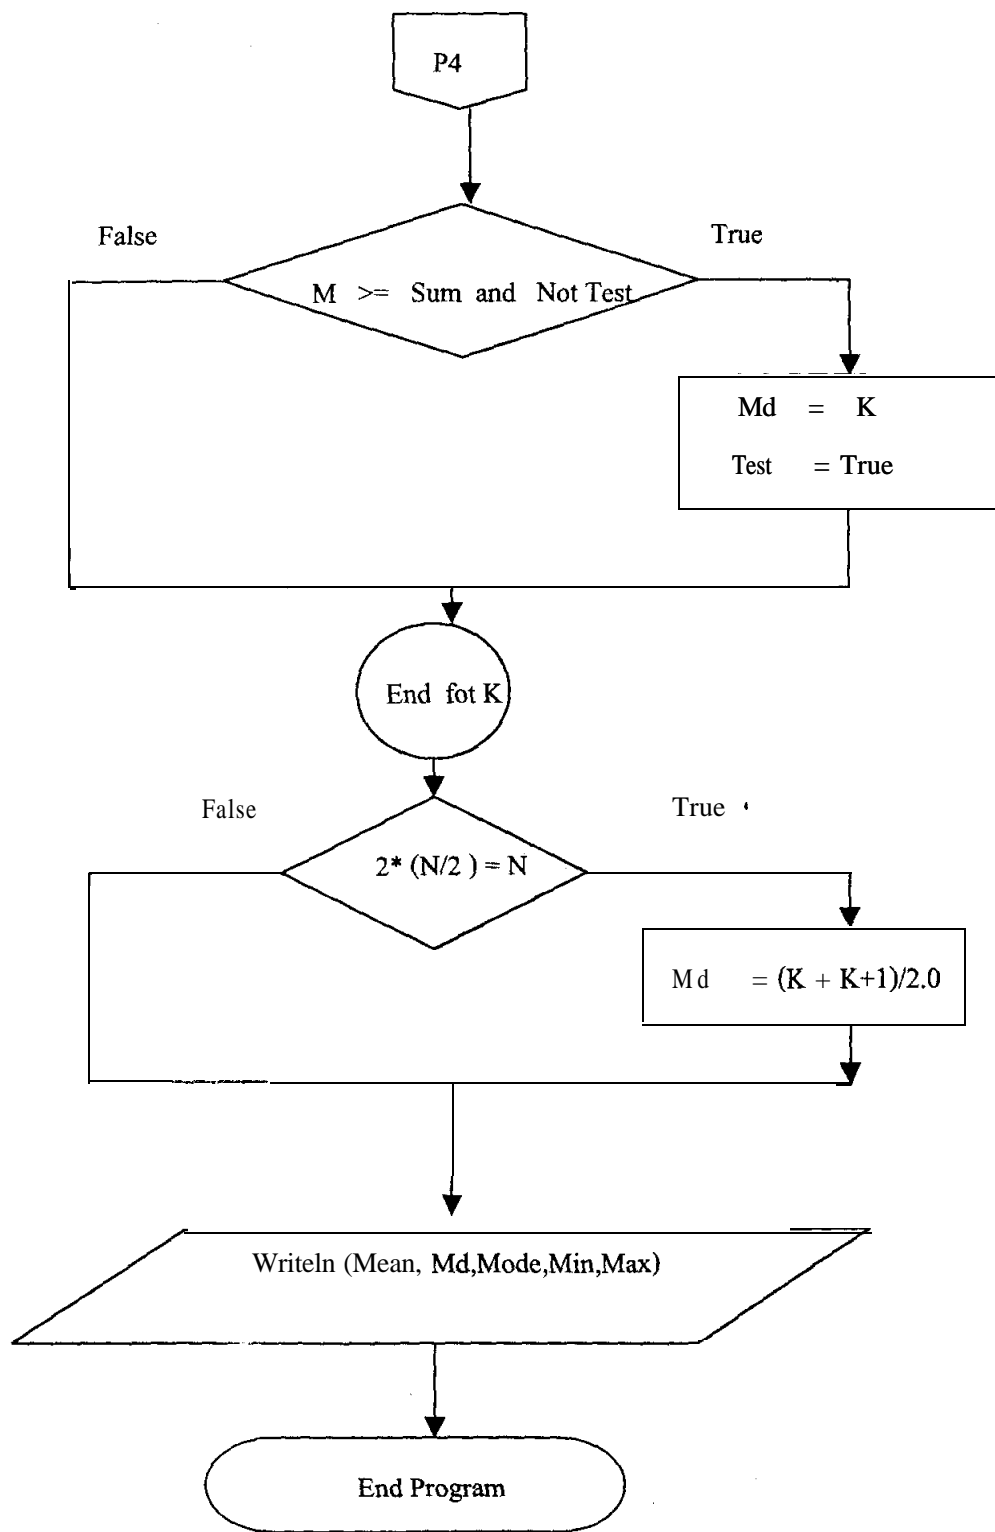 P4
False
True
M >= Sum and Not Test
Md = K
Test = True
End fot K
False
True
2* (N/2 ) = N
Md = (K + K+1)/2.0
Writeln (Mean, Md,Mode,Min,Max)
End Program